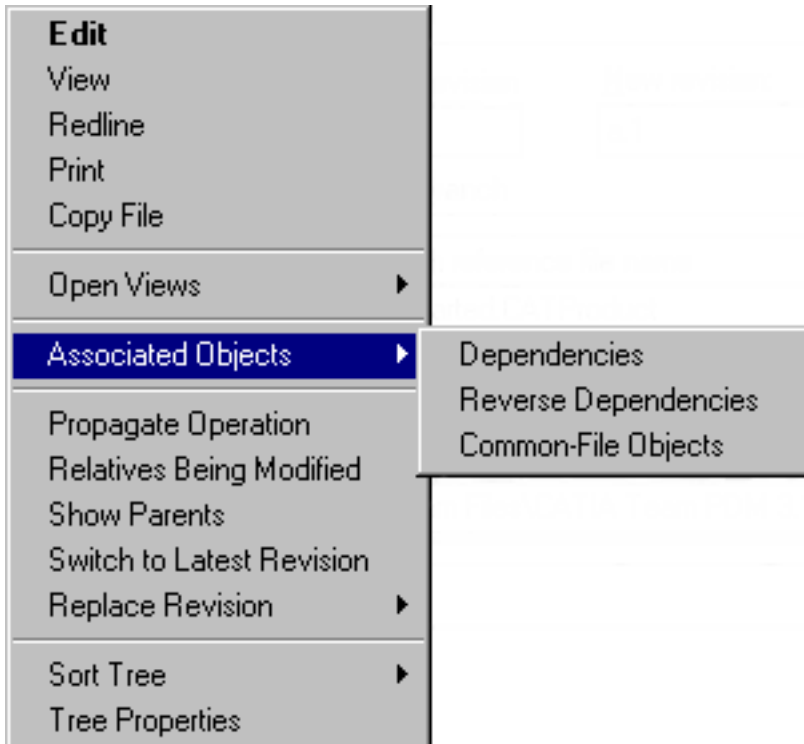 Edit
View
Redline
Print
Copy File
Open Views
Associated Objects
Dependencies
Reverse Dependencies
Common-File Objects
Propagate Operation
Relatives Being Modified
Show Parents
Switch to Latest Revision
Replace Revision
Sort Tree
Tree Properties